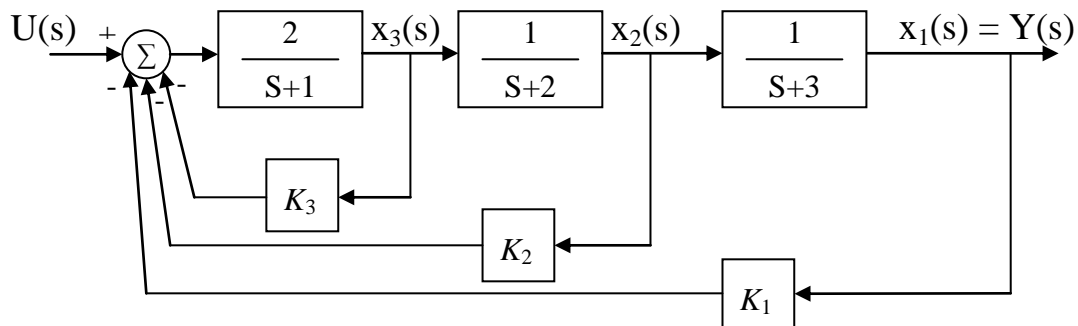 U(s) + Σ - - -
2
S+1
x₃(s)
1
S+2
x₂(s)
1
S+3
x₁(s) = Y(s)
K₃
K₂
K₁